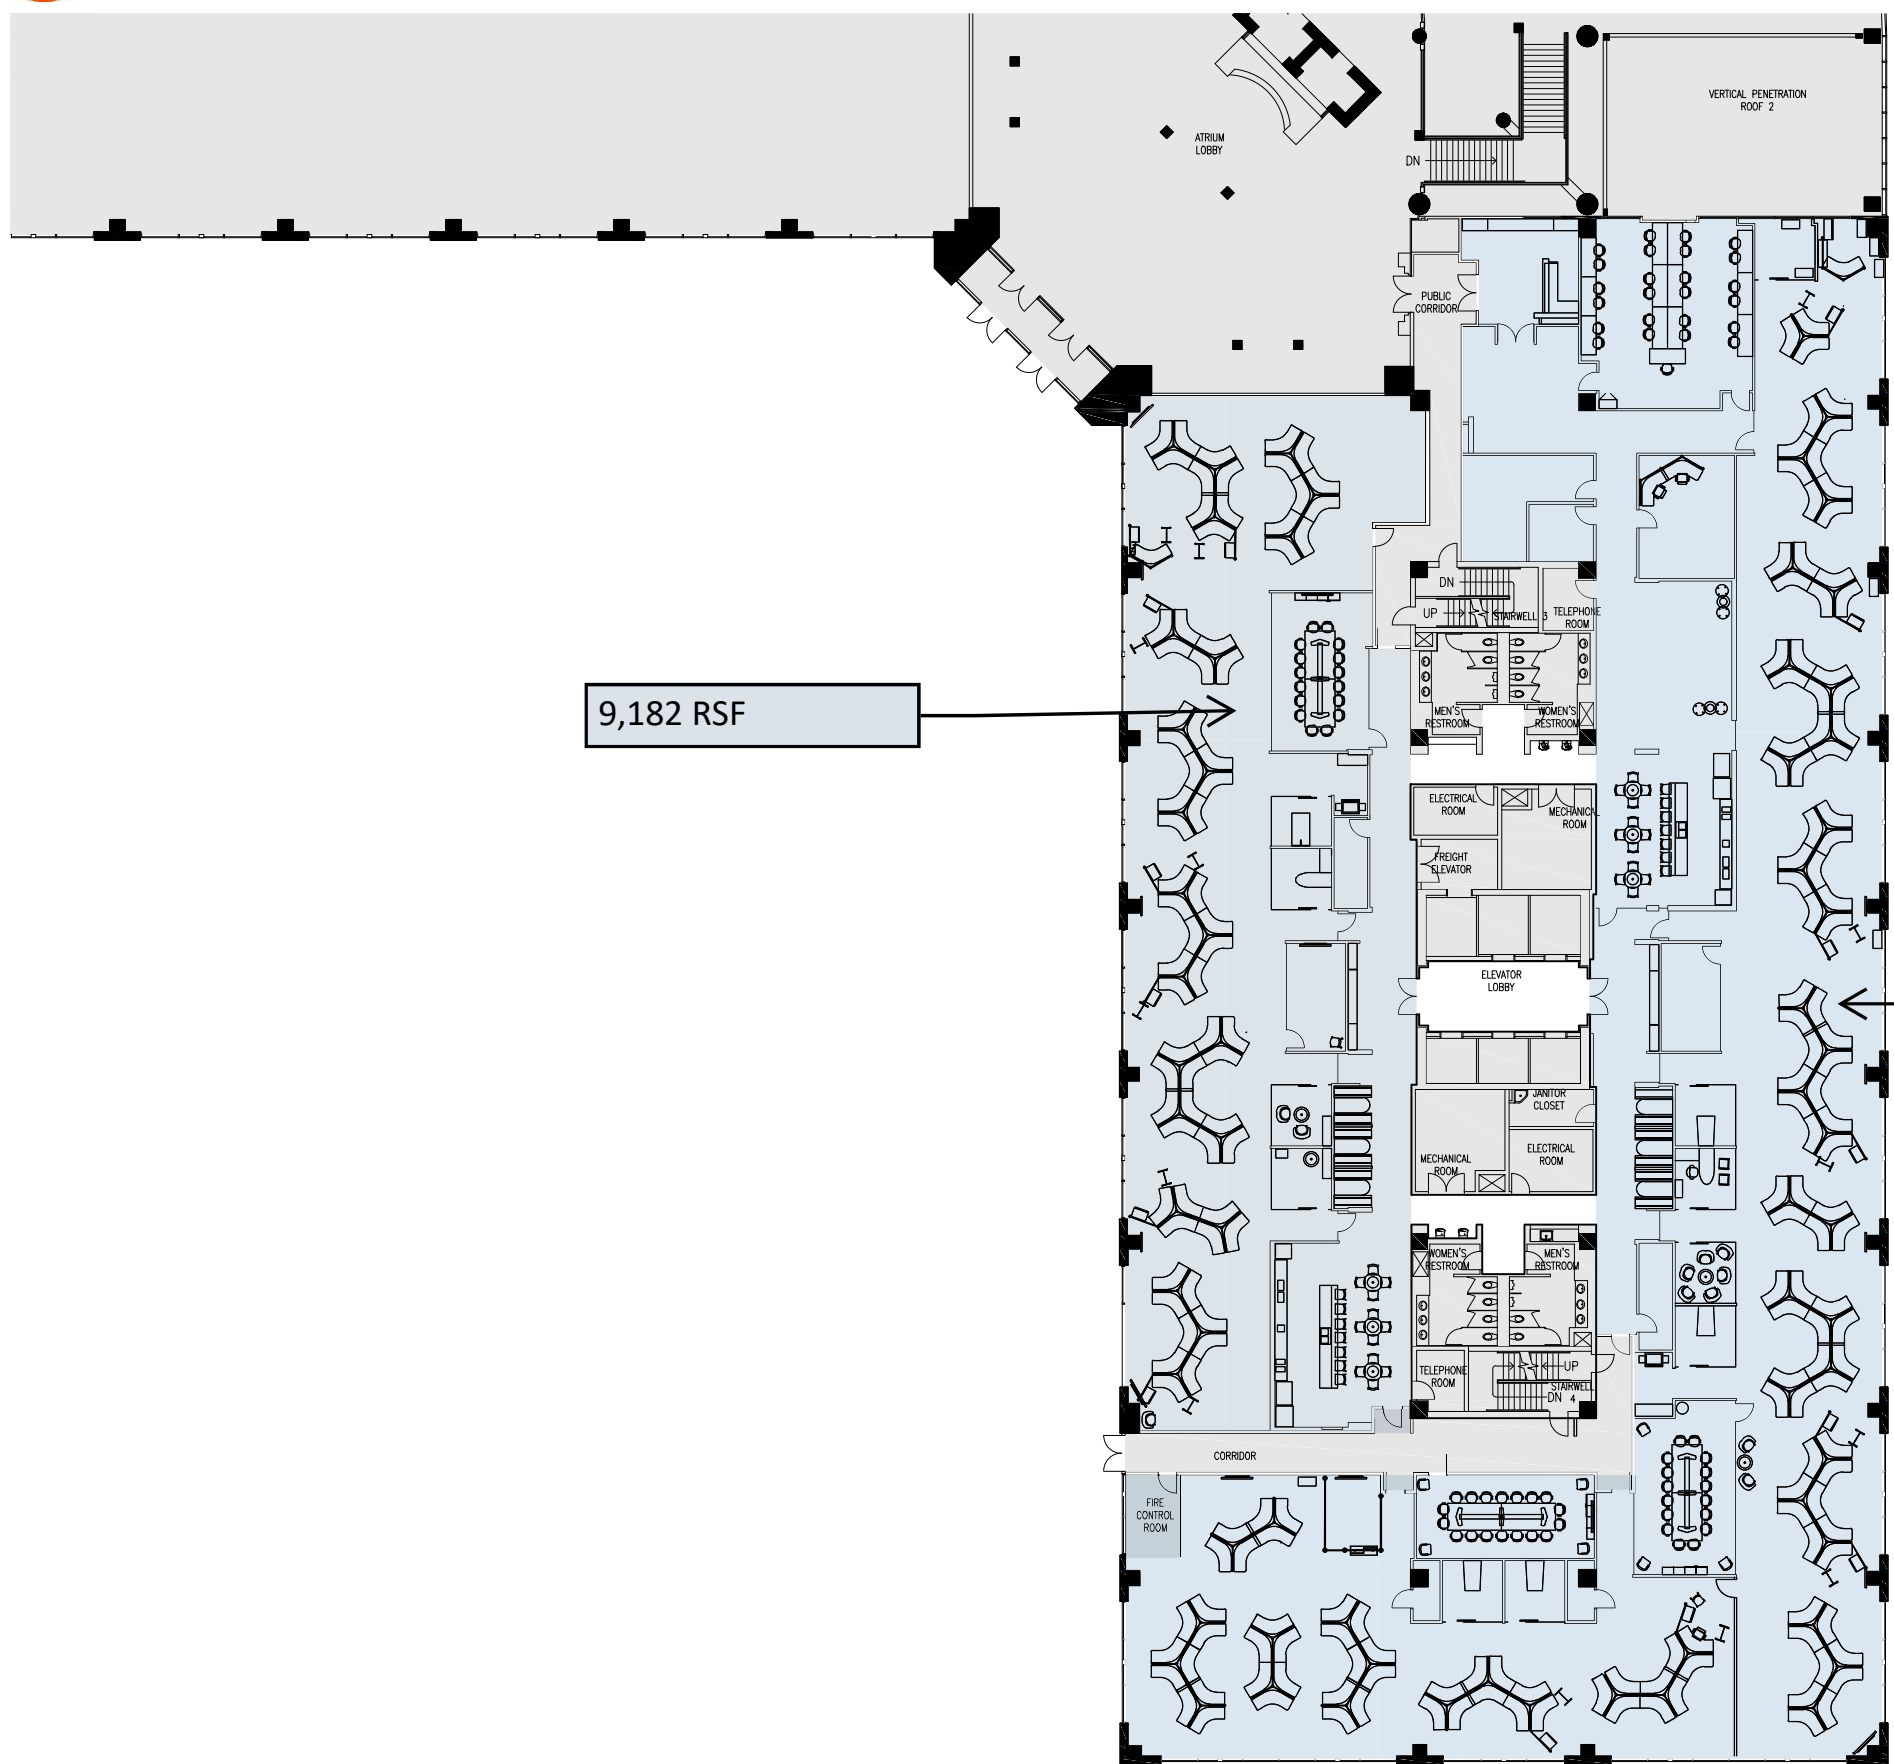 VERTICAL PENETRATION
ROOF 2
ATRIUM
LOBBY
DN
PUBLIC
CORRIDOR
DN
UP
STAIRWELL 3
TELEPHONE
ROOM
9,182 RSF
MEN'S
RESTROOM
WOMEN'S
RESTROOM
ELECTRICAL
ROOM
MECHANICAL
ROOM
FREIGHT
ELEVATOR
ELEVATOR
LOBBY
JANITOR
CLOSET
MECHANICAL
ROOM
ELECTRICAL
ROOM
WOMEN'S
RESTROOM
MEN'S
RESTROOM
TELEPHONE
ROOM
UP
STAIRWELL
DN 4
CORRIDOR
FIRE
CONTROL
ROOM